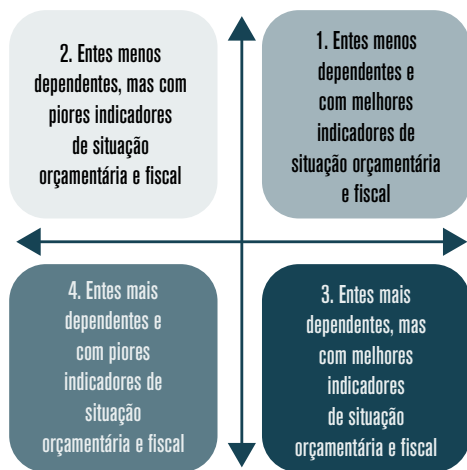 2. Entes menos
dependentes, mas com
piores indicadores
de situação
orçamentária e fiscal
1. Entes menos
dependentes e
com melhores
indicadores de
situação orçamentária
e fiscal
4. Entes mais
dependentes e
com piores
indicadores de
situação
orçamentária e fiscal
3. Entes mais
dependentes, mas
com melhores
indicadores
de situação
orçamentária e fiscal